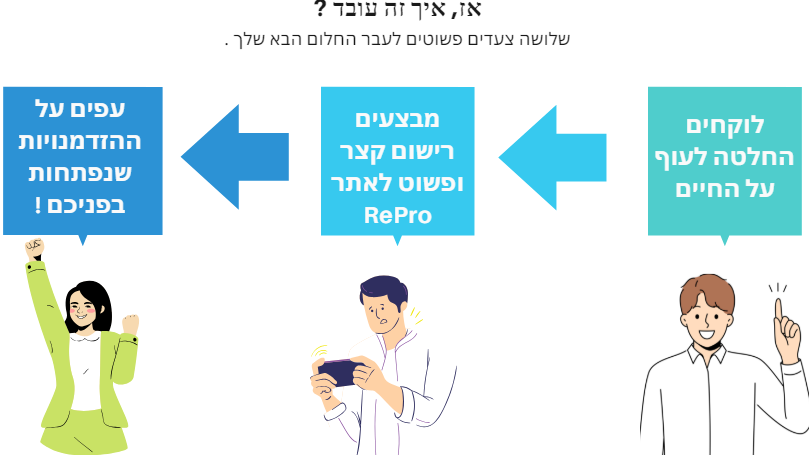 אז, איך זה עובד ?
שלושה צעדים פשוטים לעבר החלום הבא שלך .
לוקחים
החלטה לעוף
על החיים
מבצעים
רישום קצר
ופשוט לאתר
RePro
עפים על
ההזדמנויות
שנפתחות
בפניכם !